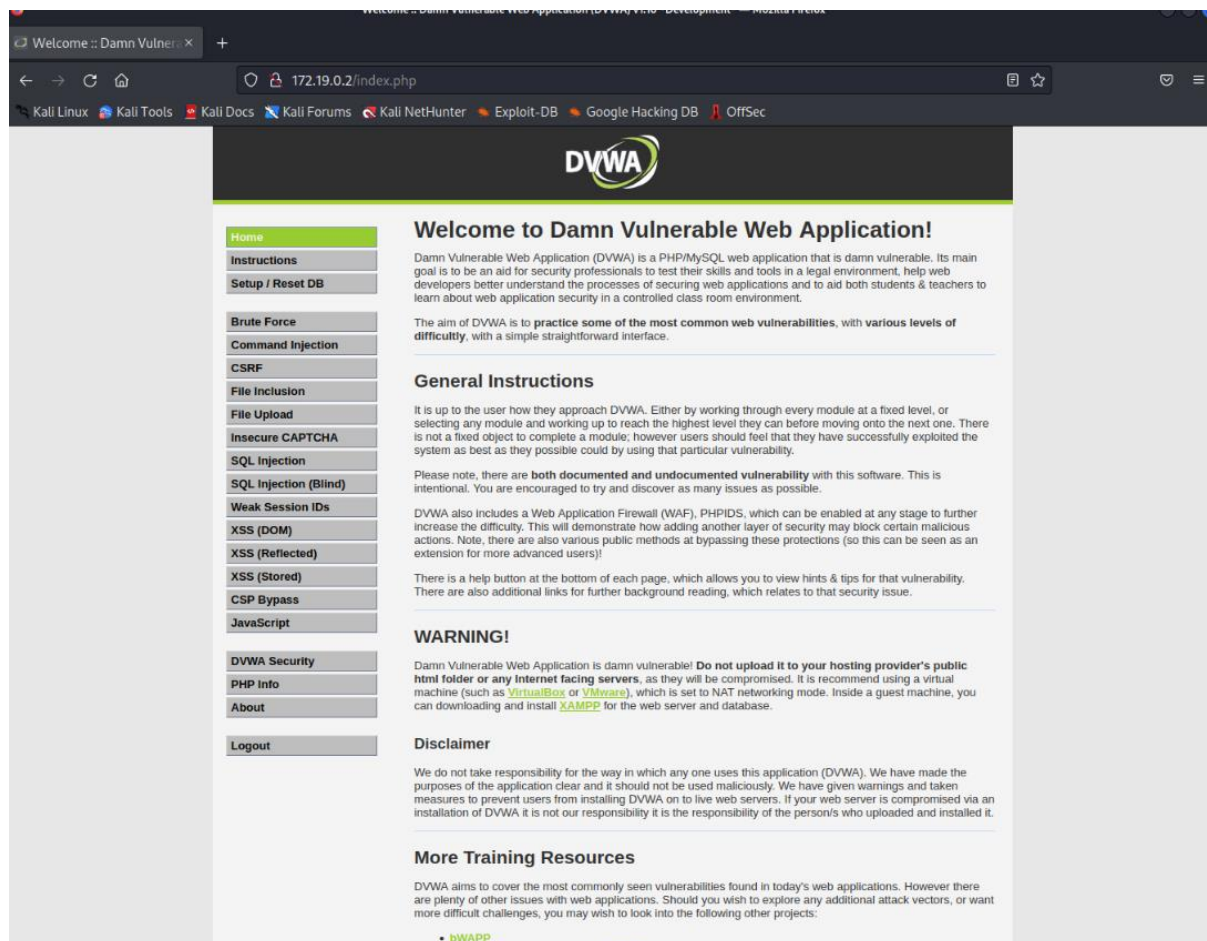 Welcome :: Damn Vulnerable Web Application (DVWA) v1.10 *Development* — Mozilla Firefox
Welcome :: Damn Vulnera
172.19.0.2/index.php
Kali Linux Kali Tools Kali Docs Kali Forums Kali NetHunter Exploit-DB Google Hacking DB OffSec
DVWA
Home
Instructions
Setup / Reset DB
Brute Force
Command Injection
CSRF
File Inclusion
File Upload
Insecure CAPTCHA
SQL Injection
SQL Injection (Blind)
Weak Session IDs
XSS (DOM)
XSS (Reflected)
XSS (Stored)
CSP Bypass
JavaScript
DVWA Security
PHP Info
About
Logout
Welcome to Damn Vulnerable Web Application!
Damn Vulnerable Web Application (DVWA) is a PHP/MySQL web application that is damn vulnerable. Its main
goal is to be an aid for security professionals to test their skills and tools in a legal environment, help web
developers better understand the processes of securing web applications and to aid both students & teachers to
learn about web application security in a controlled class room environment.
The aim of DVWA is to practice some of the most common web vulnerabilities, with various levels of
difficultly, with a simple straightforward interface.
General Instructions
It is up to the user how they approach DVWA. Either by working through every module at a fixed level, or
selecting any module and working up to reach the highest level they can before moving onto the next one. There
is not a fixed object to complete a module; however users should feel that they have successfully exploited the
system as best as they possible could by using that particular vulnerability.
Please note, there are both documented and undocumented vulnerability with this software. This is
intentional. You are encouraged to try and discover as many issues as possible.
DVWA also includes a Web Application Firewall (WAF), PHPIDS, which can be enabled at any stage to further
increase the difficulty. This will demonstrate how adding another layer of security may block certain malicious
actions. Note, there are also various public methods at bypassing these protections (so this can be seen as an
extension for more advanced users)!
There is a help button at the bottom of each page, which allows you to view hints & tips for that vulnerability.
There are also additional links for further background reading, which relates to that security issue.
WARNING!
Damn Vulnerable Web Application is damn vulnerable! Do not upload it to your hosting provider's public
html folder or any Internet facing servers, as they will be compromised. It is recommend using a virtual
machine (such as VirtualBox or VMware), which is set to NAT networking mode. Inside a guest machine, you
can downloading and install XAMPP for the web server and database.
Disclaimer
We do not take responsibility for the way in which any one uses this application (DVWA). We have made the
purposes of the application clear and it should not be used maliciously. We have given warnings and taken
measures to prevent users from installing DVWA on to live web servers. If your web server is compromised via an
installation of DVWA it is not our responsibility it is the responsibility of the person/s who uploaded and installed it.
More Training Resources
DVWA aims to cover the most commonly seen vulnerabilities found in today's web applications. However there
are plenty of other issues with web applications. Should you wish to explore any additional attack vectors, or want
more difficult challenges, you may wish to look into the following other projects:
bWAPP